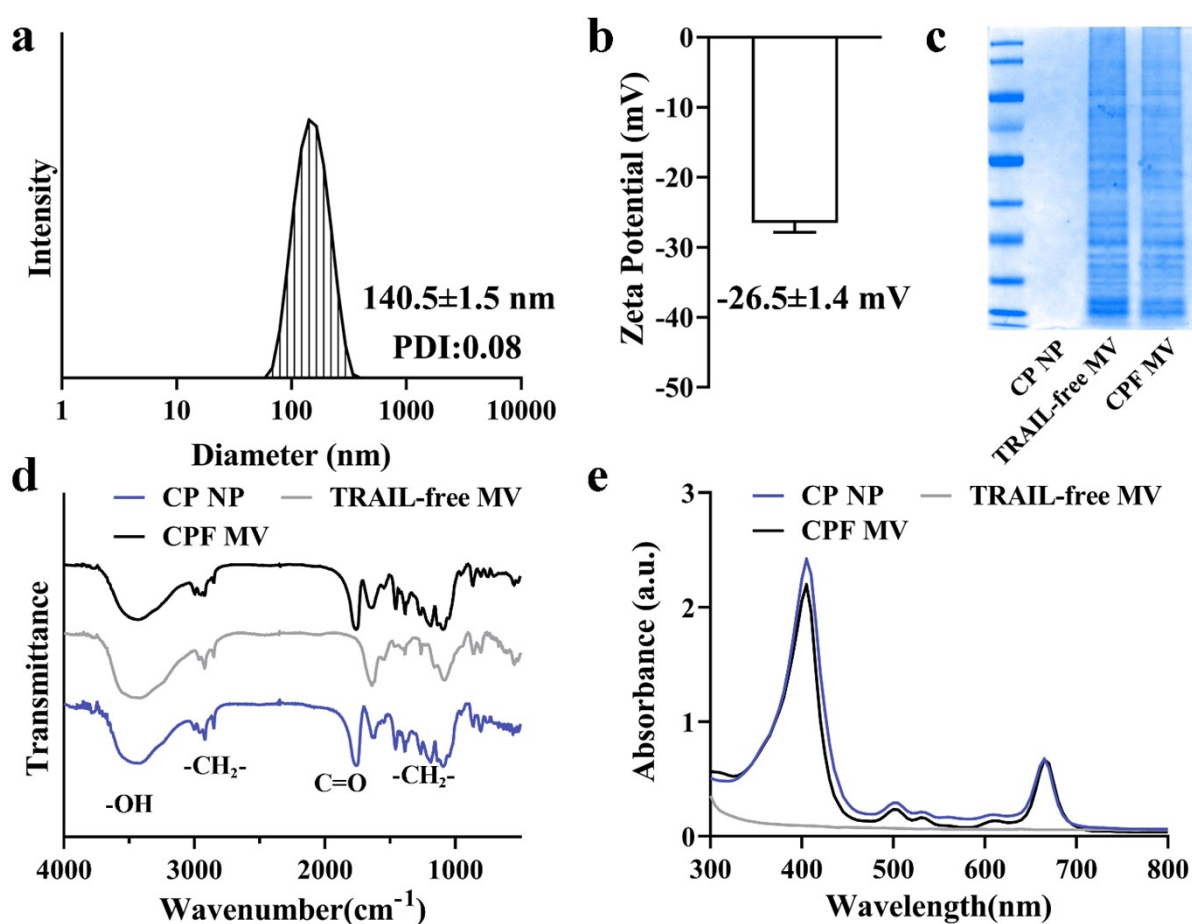 a
Intensity
140.5±1.5 nm
PDI:0.08
1 10 100 1000 10000
Diameter (nm)
b
Zeta Potential (mV)
0
-10
-20
-30
-40
-50
-26.5±1.4 mV
c
CP NP
TRAIL-free MV
CPF MV
d
CP NP TRAIL-free MV
CPF MV
Transmittance
-OH
-CH₂-
C=O
-CH₂-
4000 3000 2000 1000
Wavenumber(cm⁻¹)
e
CP NP TRAIL-free MV
CPF MV
Absorbance (a.u.)
3
2
1
0
300 400 500 600 700 800
Wavelength(nm)